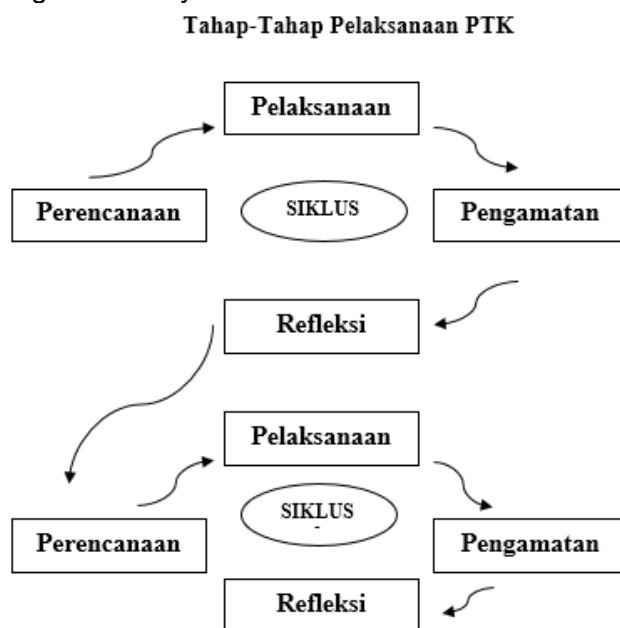 Tahap-Tahap Pelaksanaan PTK
Pelaksanaan
Perencanaan
SIKLUS
Pengamatan
Refleksi
Pelaksanaan
SIKLUS
-
Perencanaan
Pengamatan
Refleksi